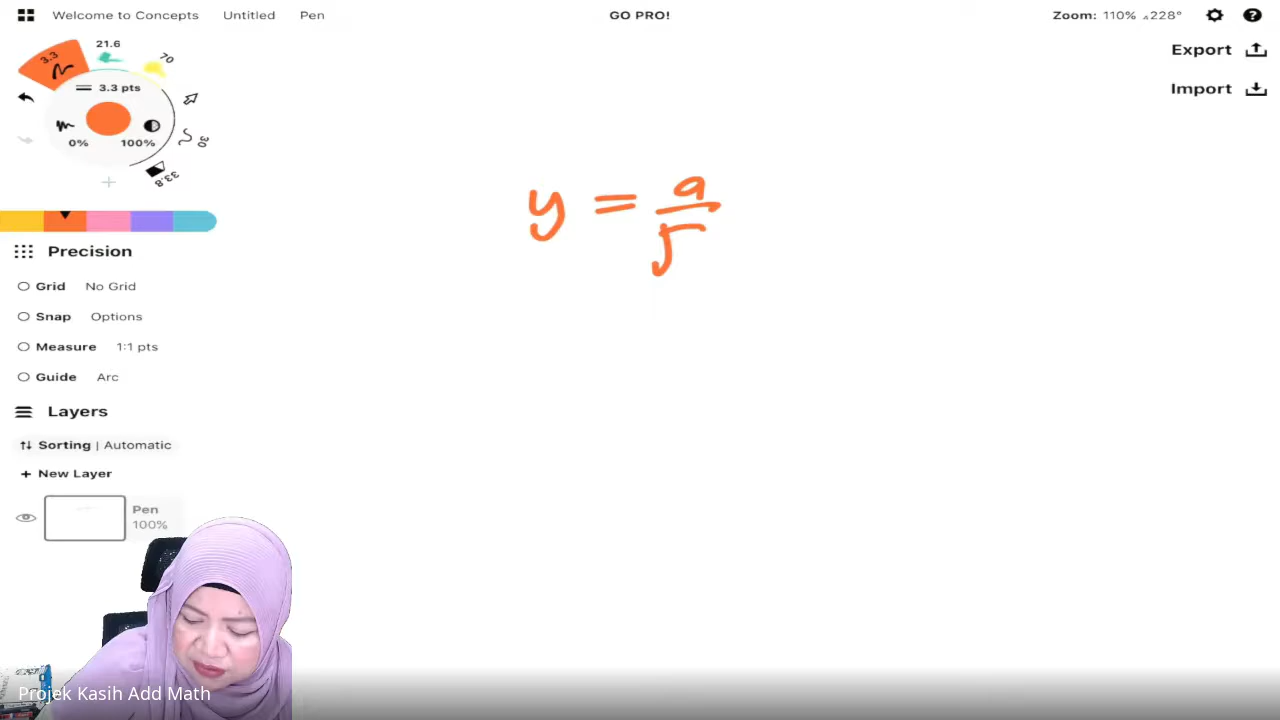 Welcome to Concepts Untitled Pen GO PRO! Zoom: 110% ⊿228°
Export
Import
3.3
21.6
70
3.3 pts
0% 100%
30
33.8
y = a/√
Precision
Grid No Grid
Snap Options
Measure 1:1 pts
Guide Arc
Layers
Sorting | Automatic
+ New Layer
Pen
100%
Projek Kasih Add Math